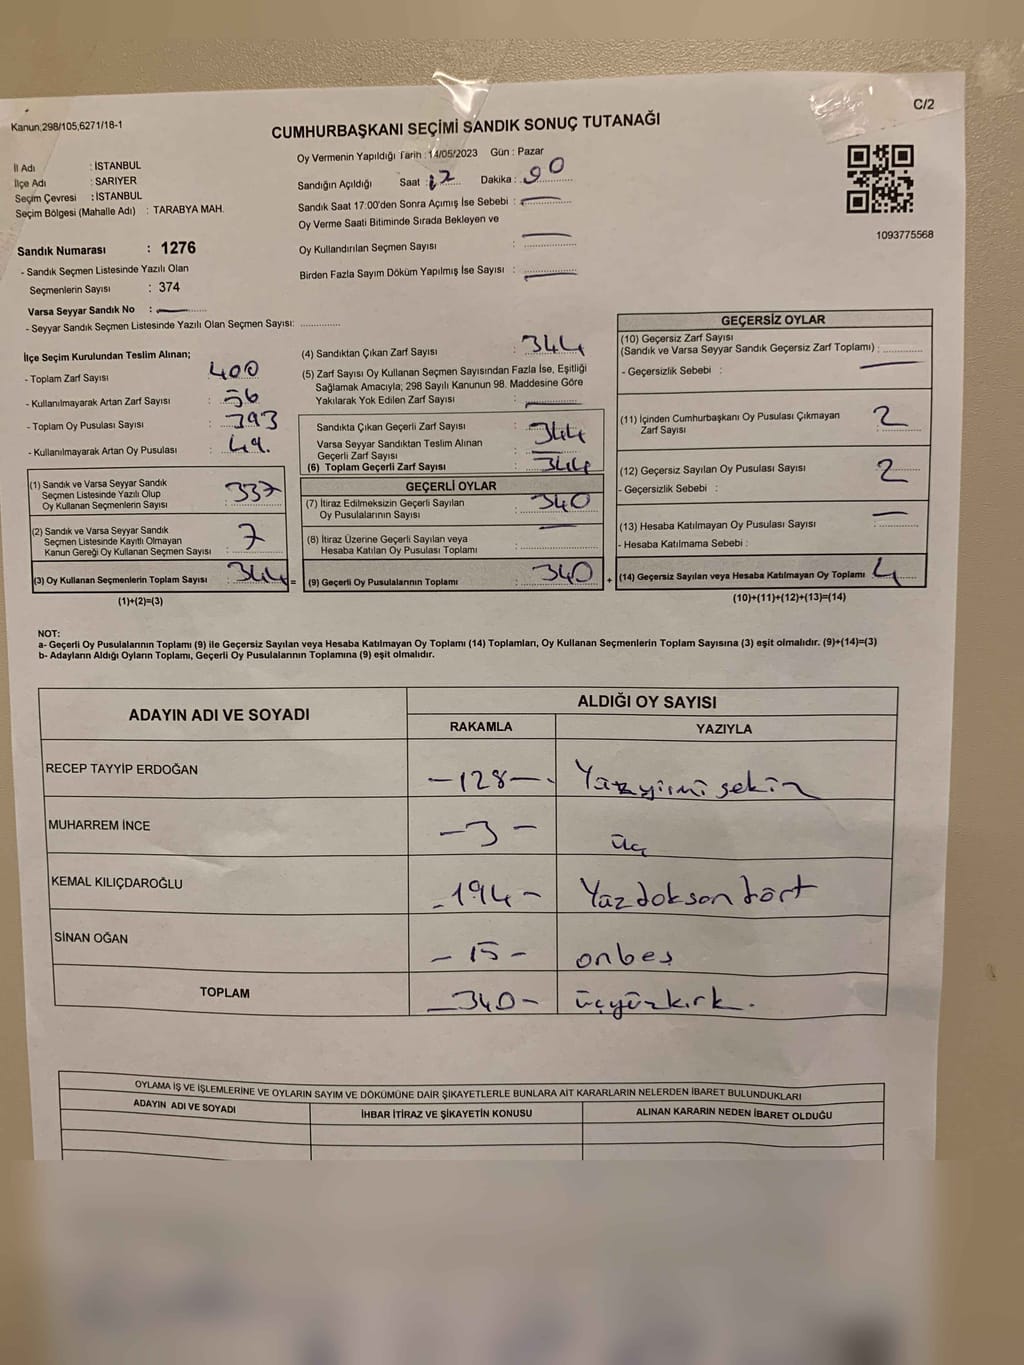 C/2
Kanun,298/105,6271/18-1
CUMHURBAŞKANI SEÇİMİ SANDIK SONUÇ TUTANAĞI
İl Adı : İSTANBUL
İlçe Adı : SARIYER
Seçim Çevresi : İSTANBUL
Seçim Bölgesi (Mahalle Adı) : TARABYA MAH.
Oy Vermenin Yapıldığı Tarih : 14/05/2023 Gün : Pazar
Sandığın Açıldığı Saat : 17 Dakika :
Sandık Saat 17:00'den Sonra Açılmış İse Sebebi :
Oy Verme Saati Bitiminde Sırada Bekleyen ve
Oy Kullandırılan Seçmen Sayısı :
Birden Fazla Sayım Döküm Yapılmış İse Sayısı :
1093775568
Sandık Numarası : 1276
- Sandık Seçmen Listesinde Yazılı Olan
Seçmenlerin Sayısı : 374
Varsa Seyyar Sandık No :
- Seyyar Sandık Seçmen Listesinde Yazılı Olan Seçmen Sayısı:
İlçe Seçim Kurulundan Teslim Alınan;
- Toplam Zarf Sayısı : 400
- Kullanılmayarak Artan Zarf Sayısı : 56
- Toplam Oy Pusulası Sayısı : 393
- Kullanılmayarak Artan Oy Pusulası : 49.
(1) Sandık ve Varsa Seyyar Sandık
Seçmen Listesinde Yazılı Olup
Oy Kullanan Seçmenlerin Sayısı : 337
(2) Sandık ve Varsa Seyyar Sandık
Seçmen Listesinde Kayıtlı Olmayan
Kanun Gereği Oy Kullanan Seçmen Sayısı : 7
(3) Oy Kullanan Seçmenlerin Toplam Sayısı : 344 =
(1)+(2)=(3)
(4) Sandıktan Çıkan Zarf Sayısı : 344
(5) Zarf Sayısı Oy Kullanan Seçmen Sayısından Fazla İse, Eşitliği
Sağlamak Amacıyla; 298 Sayılı Kanunun 98. Maddesine Göre
Yakılarak Yok Edilen Zarf Sayısı :
Sandıkta Çıkan Geçerli Zarf Sayısı : 344
Varsa Seyyar Sandıktan Teslim Alınan
Geçerli Zarf Sayısı :
(6) Toplam Geçerli Zarf Sayısı : 344
GEÇERLİ OYLAR
(7) İtiraz Edilmeksizin Geçerli Sayılan
Oy Pusulalarının Sayısı : 340
(8) İtiraz Üzerine Geçerli Sayılan veya
Hesaba Katılan Oy Pusulası Toplamı :
(9) Geçerli Oy Pusulalarının Toplamı : 340 +
GEÇERSİZ OYLAR
(10) Geçersiz Zarf Sayısı
(Sandık ve Varsa Seyyar Sandık Geçersiz Zarf Toplamı) :
- Geçersizlik Sebebi :
(11) İçinden Cumhurbaşkanı Oy Pusulası Çıkmayan
Zarf Sayısı : 2
(12) Geçersiz Sayılan Oy Pusulası Sayısı : 2
- Geçersizlik Sebebi :
(13) Hesaba Katılmayan Oy Pusulası Sayısı :
- Hesaba Katılmama Sebebi :
(14) Geçersiz Sayılan veya Hesaba Katılmayan Oy Toplamı : 4
(10)+(11)+(12)+(13)=(14)
NOT:
a- Geçerli Oy Pusulalarının Toplamı (9) ile Geçersiz Sayılan veya Hesaba Katılmayan Oy Toplamı (14) Toplamları, Oy Kullanan Seçmenlerin Toplam Sayısına (3) eşit olmalıdır. (9)+(14)=(3)
b- Adayların Aldığı Oyların Toplamı, Geçerli Oy Pusulalarının Toplamına (9) eşit olmalıdır.
ADAYIN ADI VE SOYADI
ALDIĞI OY SAYISI
RAKAMLA YAZIYLA
RECEP TAYYİP ERDOĞAN -128- Yüzyirmi sekiz
MUHARREM İNCE -3- üç
KEMAL KILIÇDAROĞLU -194- Yüzdoksan dört
SİNAN OĞAN -15- onbeş
TOPLAM -340- üçyüzkırk.
OYLAMA İŞ VE İŞLEMLERİNE VE OYLARIN SAYIM VE DÖKÜMÜNE DAİR ŞİKAYETLERLE BUNLARA AİT KARARLARIN NELERDEN İBARET BULUNDUKLARI
ADAYIN ADI VE SOYADI İHBAR İTİRAZ VE ŞİKAYETİN KONUSU ALINAN KARARIN NEDEN İBARET OLDUĞU